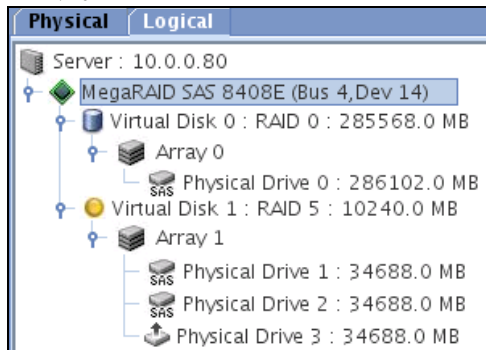 Physical Logical
Server : 10.0.0.80
MegaRAID SAS 8408E (Bus 4,Dev 14)
Virtual Disk 0 : RAID 0 : 285568.0 MB
Array 0
SAS Physical Drive 0 : 286102.0 MB
Virtual Disk 1 : RAID 5 : 10240.0 MB
Array 1
SAS Physical Drive 1 : 34688.0 MB
SAS Physical Drive 2 : 34688.0 MB
Physical Drive 3 : 34688.0 MB